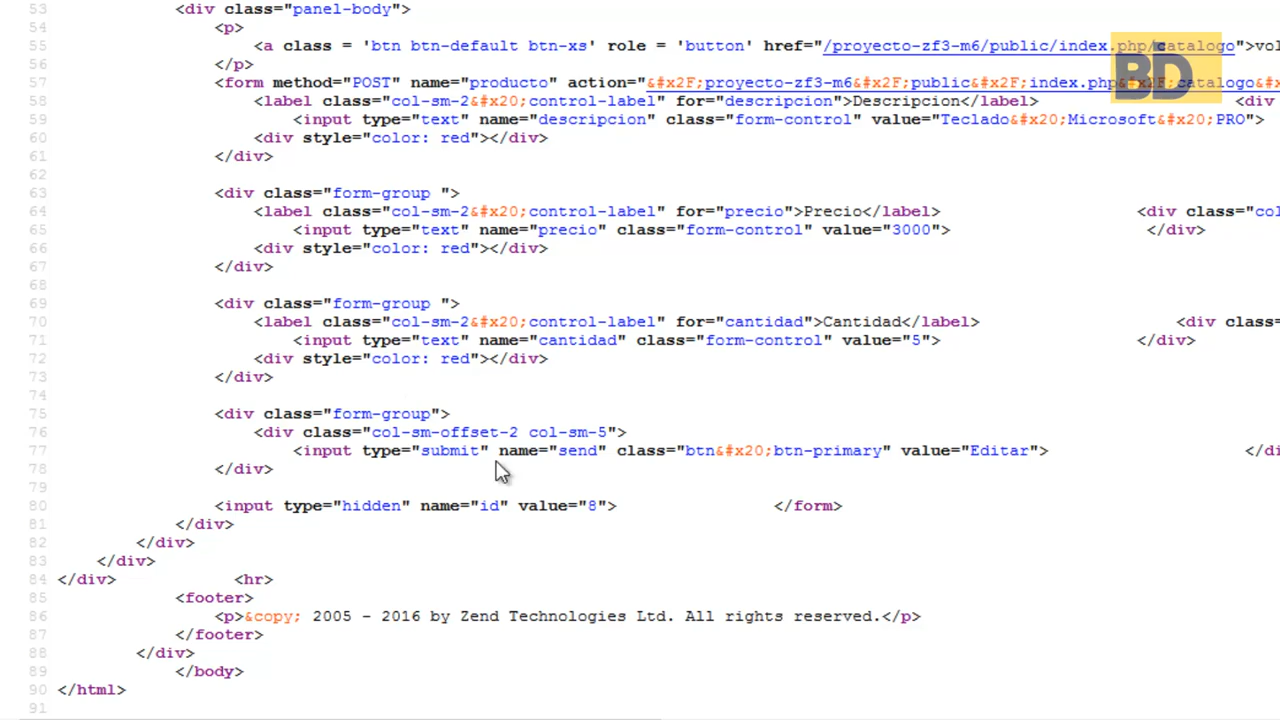 53 <div class="panel-body">
54 <p>
55 <a class = 'btn btn-default btn-xs' role = 'button' href="/proyecto-zf3-m6/public/index.php/catalogo">vol
56 </p>
57 <form method="POST" name="producto" action="&#x2F;proyecto-zf3-m6&#x2F;public&#x2F;index.php&#x2F;catalogo&#x
58 <label class="col-sm-2&#x20;control-label" for="descripcion">Descripcion</label> <div
59 <input type="text" name="descripcion" class="form-control" value="Teclado&#x20;Microsoft&#x20;PRO">
60 <div style="color: red"></div>
61 </div>
62
63 <div class="form-group ">
64 <label class="col-sm-2&#x20;control-label" for="precio">Precio</label> <div class="col
65 <input type="text" name="precio" class="form-control" value="3000"> </div>
66 <div style="color: red"></div>
67 </div>
68
69 <div class="form-group ">
70 <label class="col-sm-2&#x20;control-label" for="cantidad">Cantidad</label> <div class=
71 <input type="text" name="cantidad" class="form-control" value="5"> </div>
72 <div style="color: red"></div>
73 </div>
74
75 <div class="form-group">
76 <div class="col-sm-offset-2 col-sm-5">
77 <input type="submit" name="send" class="btn&#x20;btn-primary" value="Editar"> </di
78 </div>
79
80 <input type="hidden" name="id" value="8"> </form>
81 </div>
82 </div>
83 </div>
84 </div> <hr>
85 <footer>
86 <p>&copy; 2005 - 2016 by Zend Technologies Ltd. All rights reserved.</p>
87 </footer>
88 </div>
89 </body>
90 </html>
91
BD